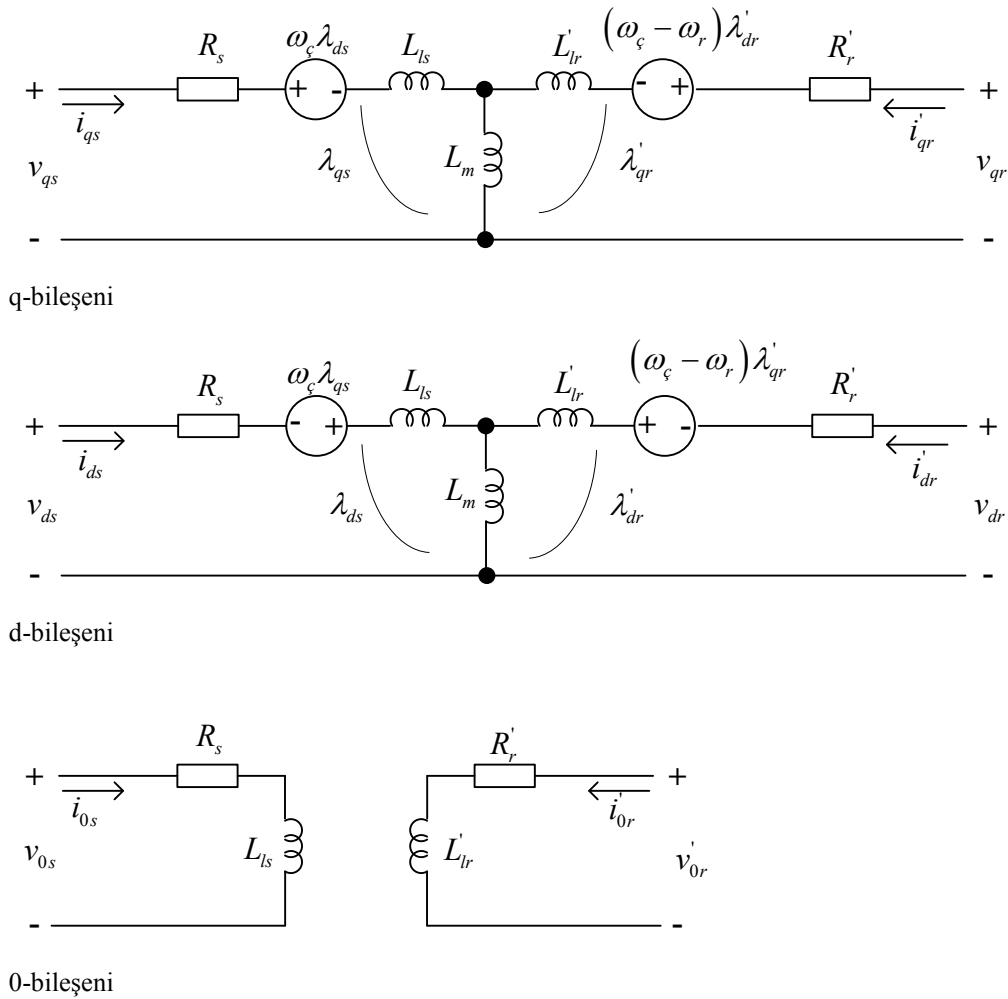 R_s ω_ç λ_ds L_ls L'_lr (ω_ç − ω_r) λ'_dr R'_r
+ + - - + +
i_qs i'_qr
v_qs λ_qs L_m λ'_qr v_qr
- -
q-bileşeni
R_s ω_ç λ_qs L_ls L'_lr (ω_ç − ω_r) λ'_qr R'_r
+ - + + - +
i_ds i'_dr
v_ds λ_ds L_m λ'_dr v_dr
- -
d-bileşeni
R_s R'_r
+ +
i_0s i'_0r
v_0s L_ls L'_lr v'_0r
- -
0-bileşeni